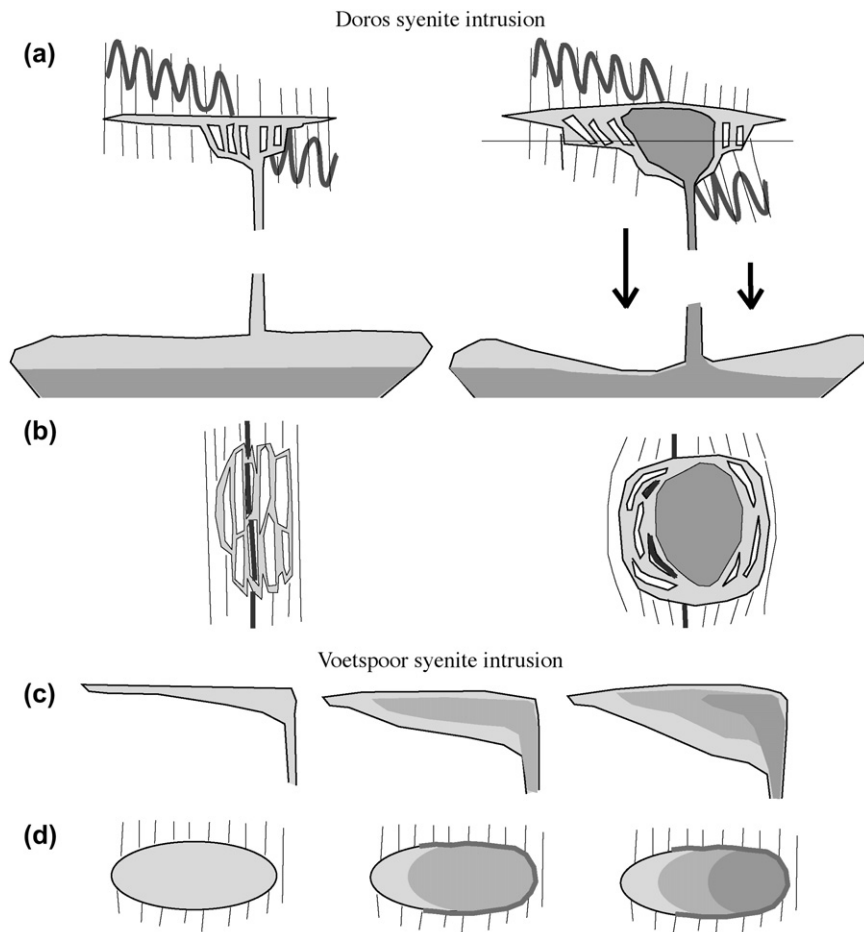 Doros syenite intrusion
(a)
(b)
Voetspoor syenite intrusion
(c)
(d)